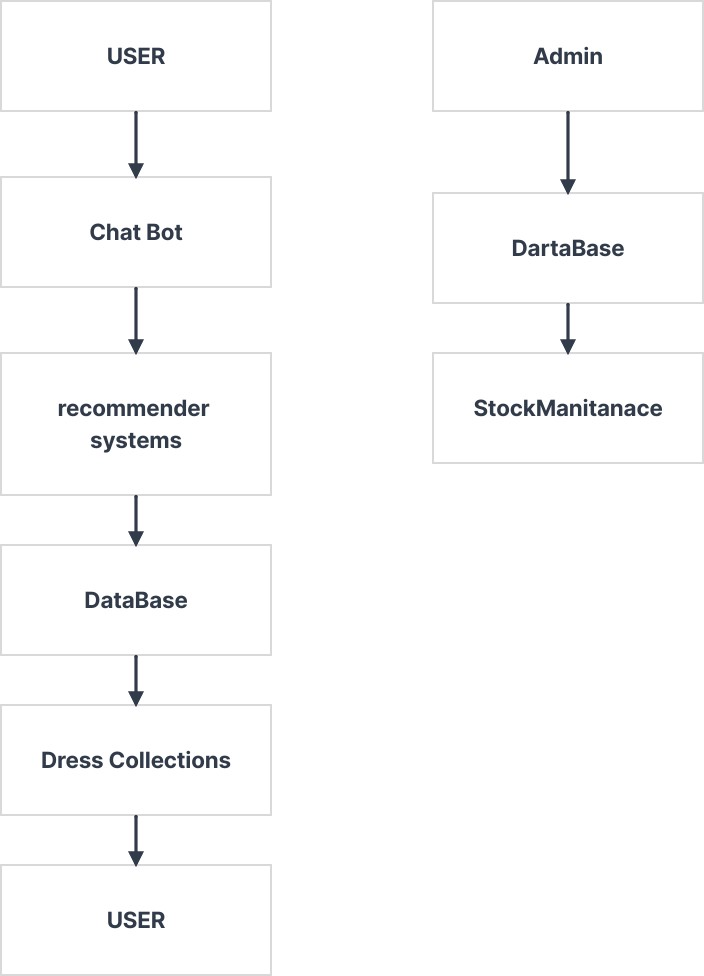 USER
Chat Bot
recommender
systems
DataBase
Dress Collections
USER
Admin
DartaBase
StockManitanace